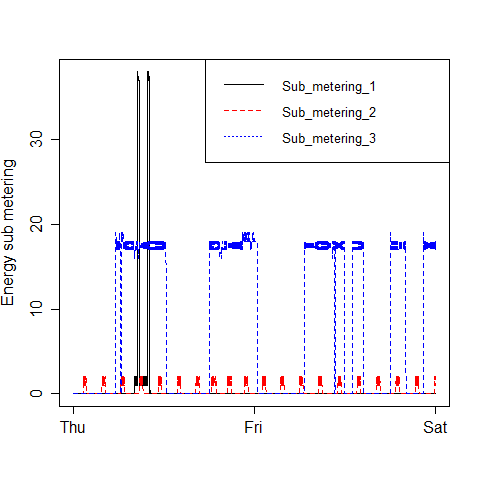 Sub_metering_1
Sub_metering_2
Sub_metering_3
Energy sub metering
30
20
10
0
Thu
Fri
Sat